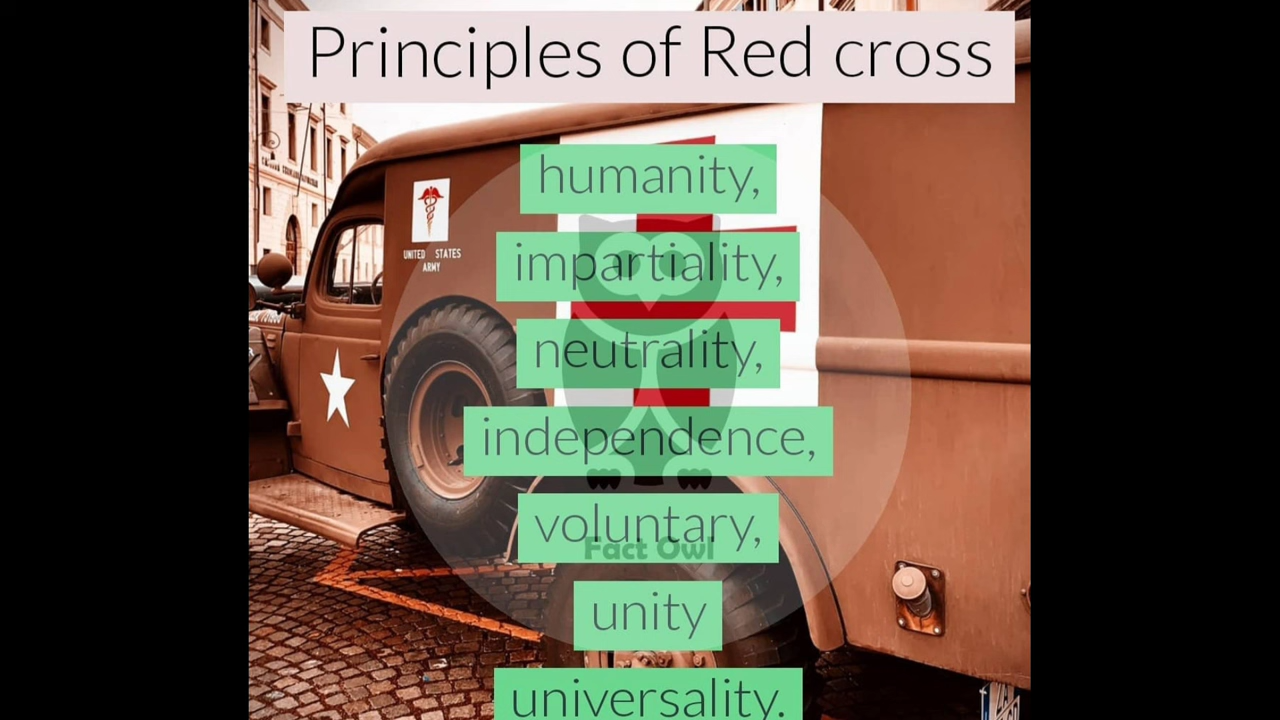 Principles of Red cross
humanity,
impartiality,
neutrality,
independence,
voluntary,
unity
universality.
UNITED STATES
ARMY
Fact Owl